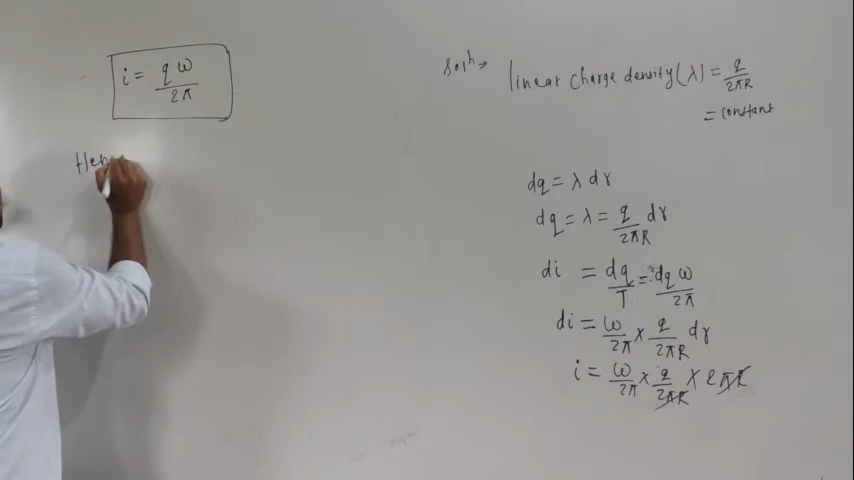 i = qω/2π
Hence
Solⁿ → linear charge density (λ) = q/2πR
= constant
dq = λ dr
dq = λ = q/2πR dr
di = dq/T = dq ω/2π
di = ω/2π × q/2πR dr
i = ω/2π × q/2πR × 2πR